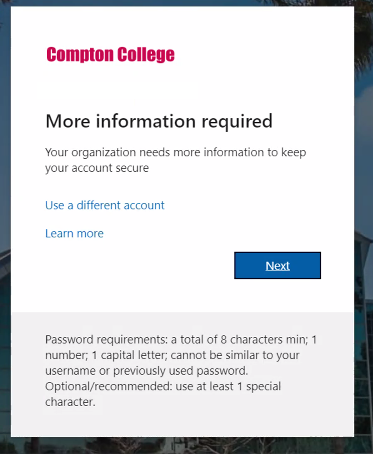 Compton College
More information required
Your organization needs more information to keep
your account secure
Use a different account
Learn more
Next
Password requirements: a total of 8 characters min; 1
number; 1 capital letter; cannot be similar to your
username or previously used password.
Optional/recommended: use at least 1 special
character.